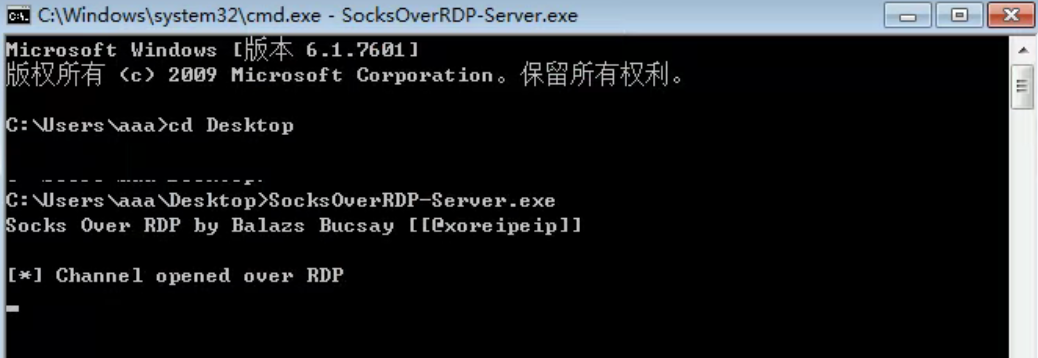 C:\Windows\system32\cmd.exe - SocksOverRDP-Server.exe
Microsoft Windows [版本 6.1.7601]
版权所有 (c) 2009 Microsoft Corporation。保留所有权利。
C:\Users\aaa>cd Desktop
C:\Users\aaa\Desktop>SocksOverRDP-Server.exe
Socks Over RDP by Balazs Bucsay [[@xoreipeip]]
[*] Channel opened over RDP